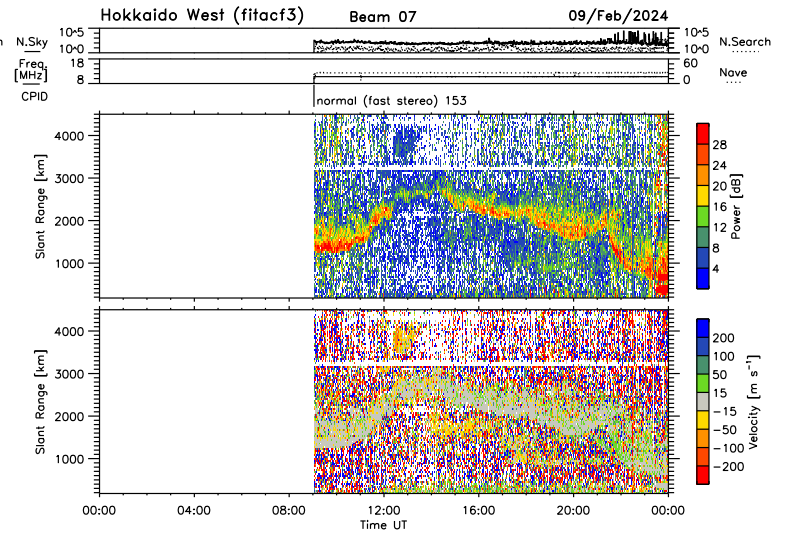 Hokkaido West (fitacf3) Beam 07 09/Feb/2024
n N.Sky 10^5 10^5 N.Search
10^0 10^0
Freq. 18 60 Nave
[MHz] 8 0
CPID
normal (fast stereo) 153
4000
3000
2000
1000
Slant Range [km]
28
24
20
16
12
8
4
Power [dB]
4000
3000
2000
1000
Slant Range [km]
200
100
50
15
-15
-50
-100
-200
Velocity [m s⁻¹]
00:00 04:00 08:00 12:00 16:00 20:00 00:00
Time UT